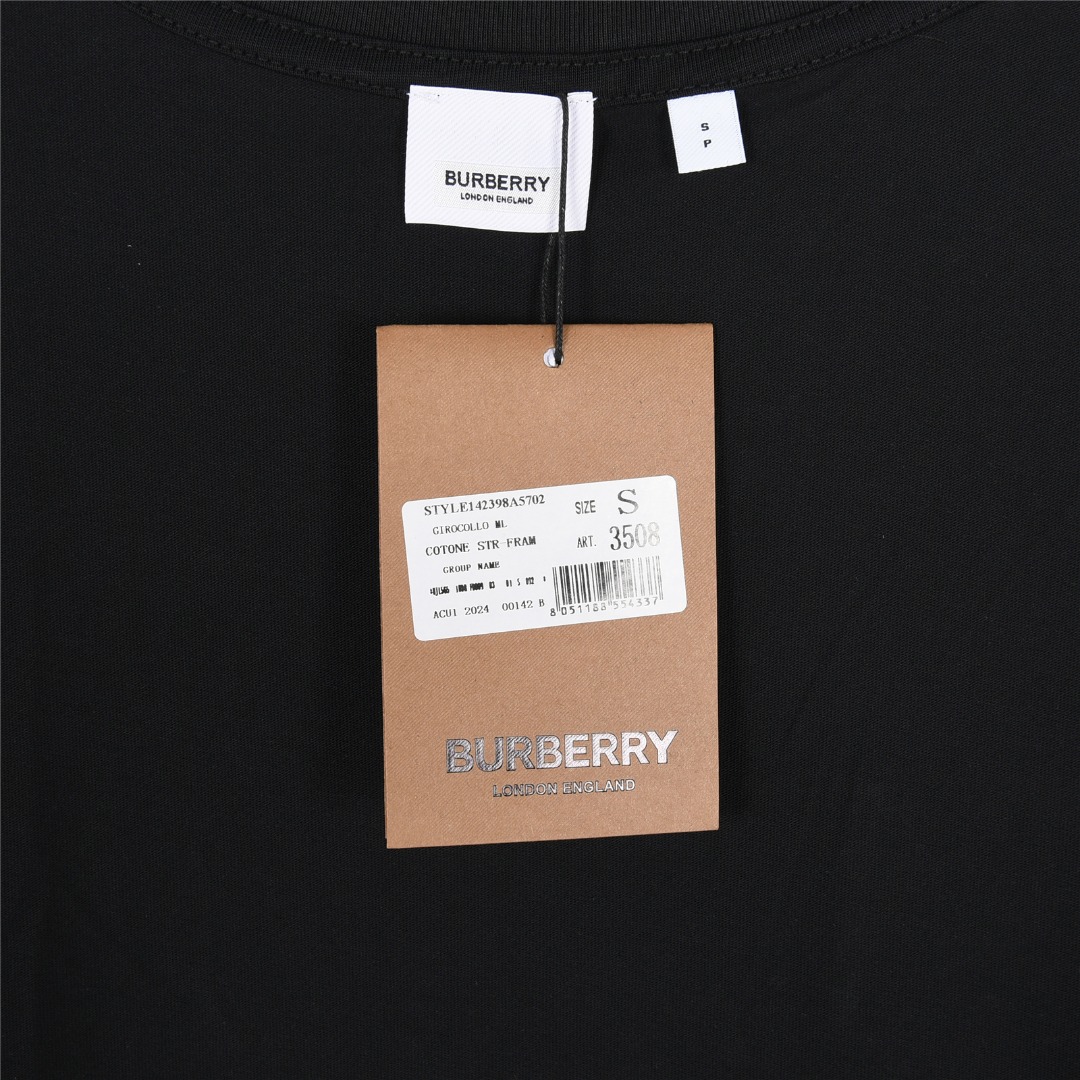 BURBERRY
LONDON ENGLAND
S
P
STYLE142398A5702
SIZE S
GIROCOLLO ML
COTONE STR-FRAM
ART. 3508
GROUP NAME
ACUI 2024 00142 B
8 051188 554337
BURBERRY
LONDON ENGLAND